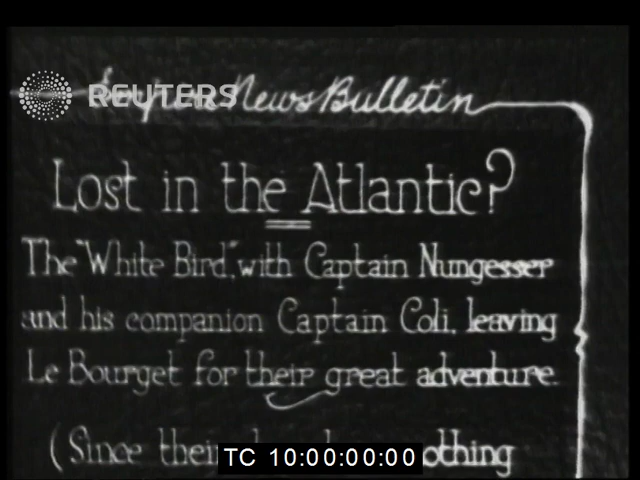 REUTERS
News Bulletin
Lost in the Atlantic?
The "White Bird", with Captain Nungesser
and his companion Captain Coli, leaving
Le Bourget for their great adventure.
(Since their
TC 10:00:00:00